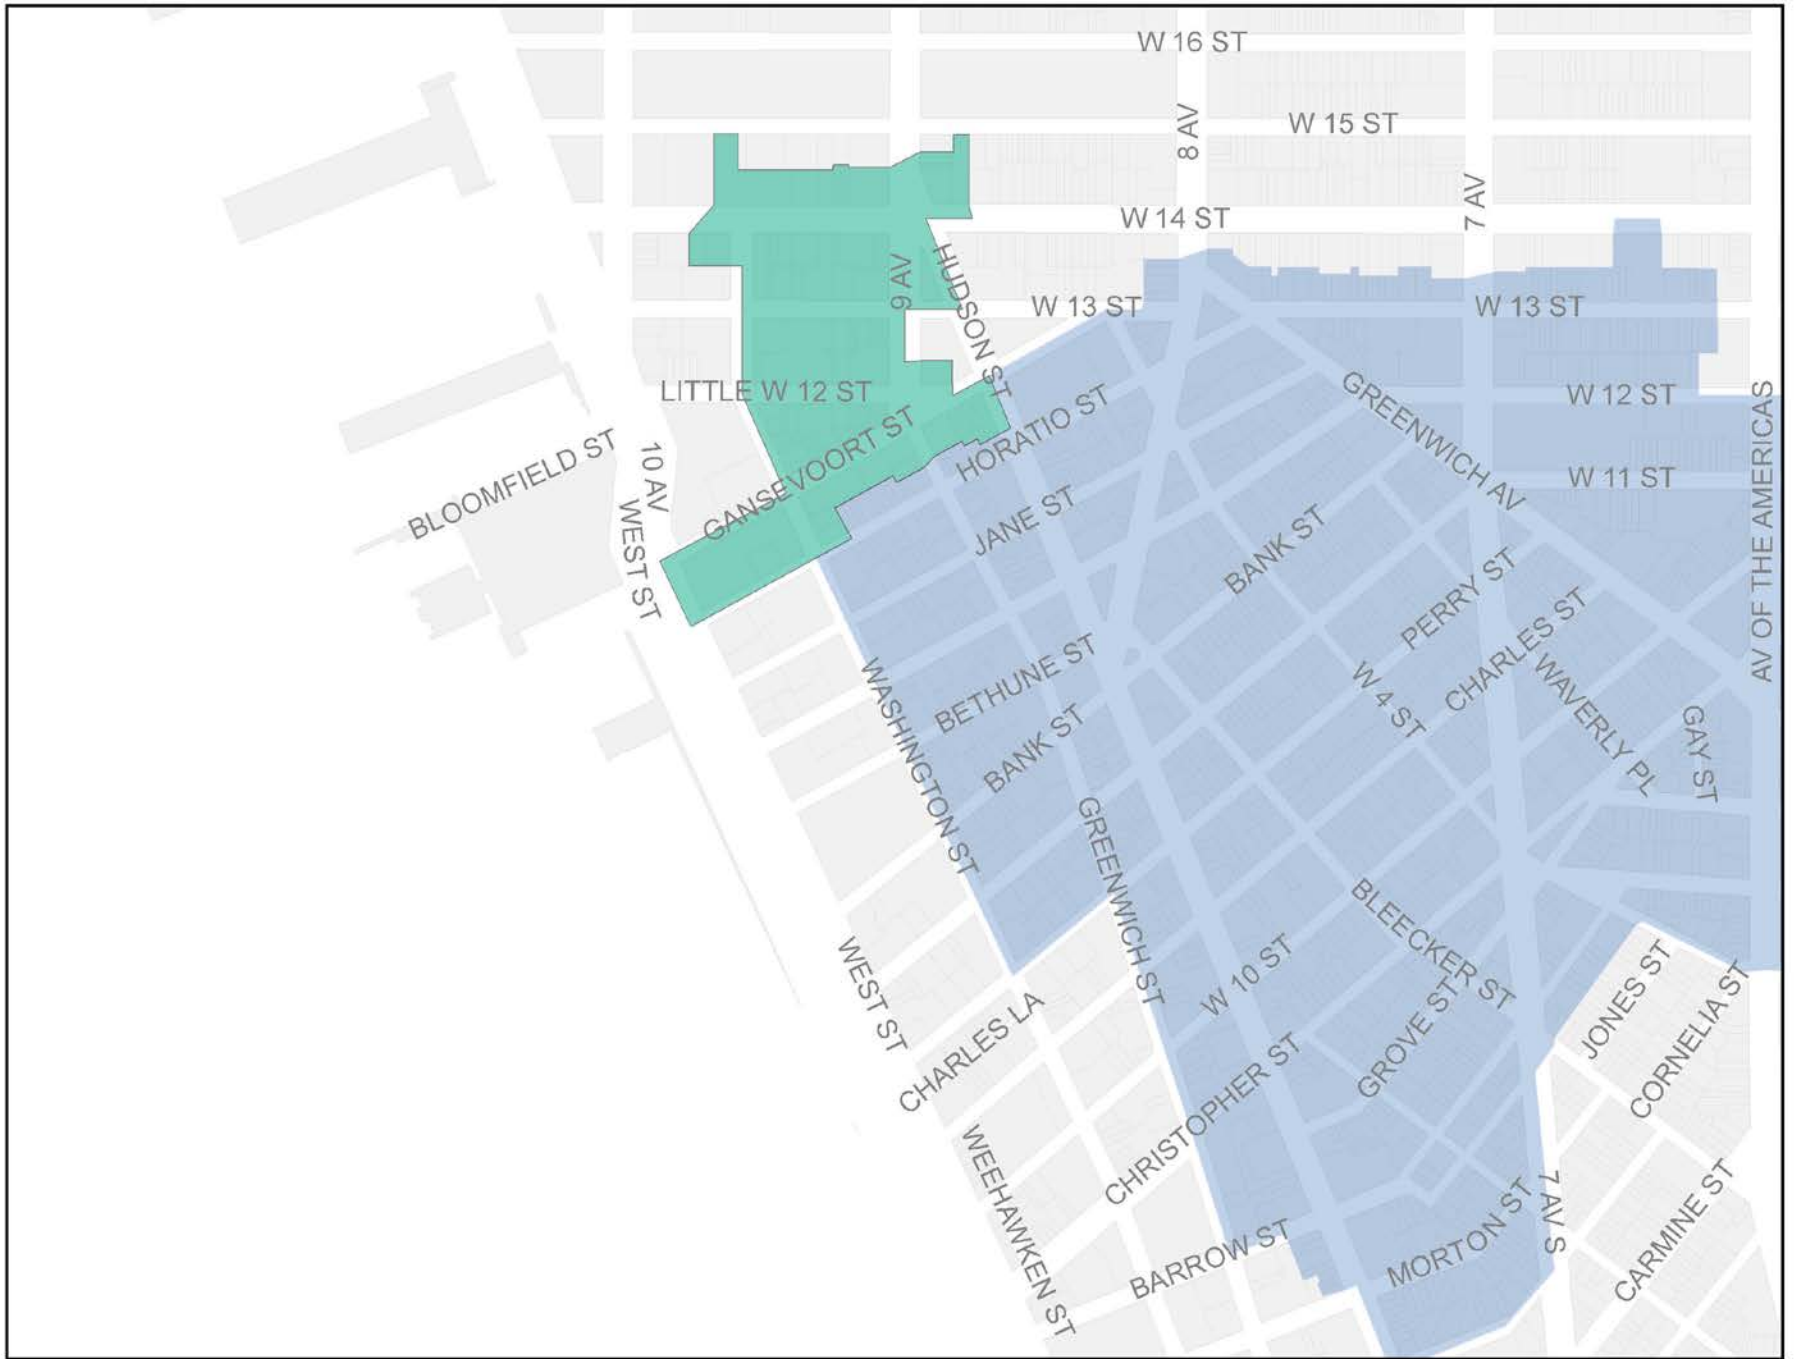 W 16 ST
8 AV
W 15 ST
7 AV
W 14 ST
9 AV
HUDSON ST
W 13 ST
W 13 ST
LITTLE W 12 ST
HORATIO ST
GREENWICH AV
W 12 ST
AV OF THE AMERICAS
BLOOMFIELD ST
10 AV
GANSEVOORT ST
W 11 ST
WEST ST
JANE ST
BANK ST
PERRY ST
CHARLES ST
WASHINGTON ST
BETHUNE ST
W 4 ST
WAVERLY PL
GAY ST
BANK ST
GREENWICH ST
BLEECKER ST
WEST ST
CHARLES LA
W 10 ST
GROVE ST
JONES ST
CORNELIA ST
CHRISTOPHER ST
WEEHAWKEN ST
BARROW ST
MORTON ST
7 AV S
CARMINE ST